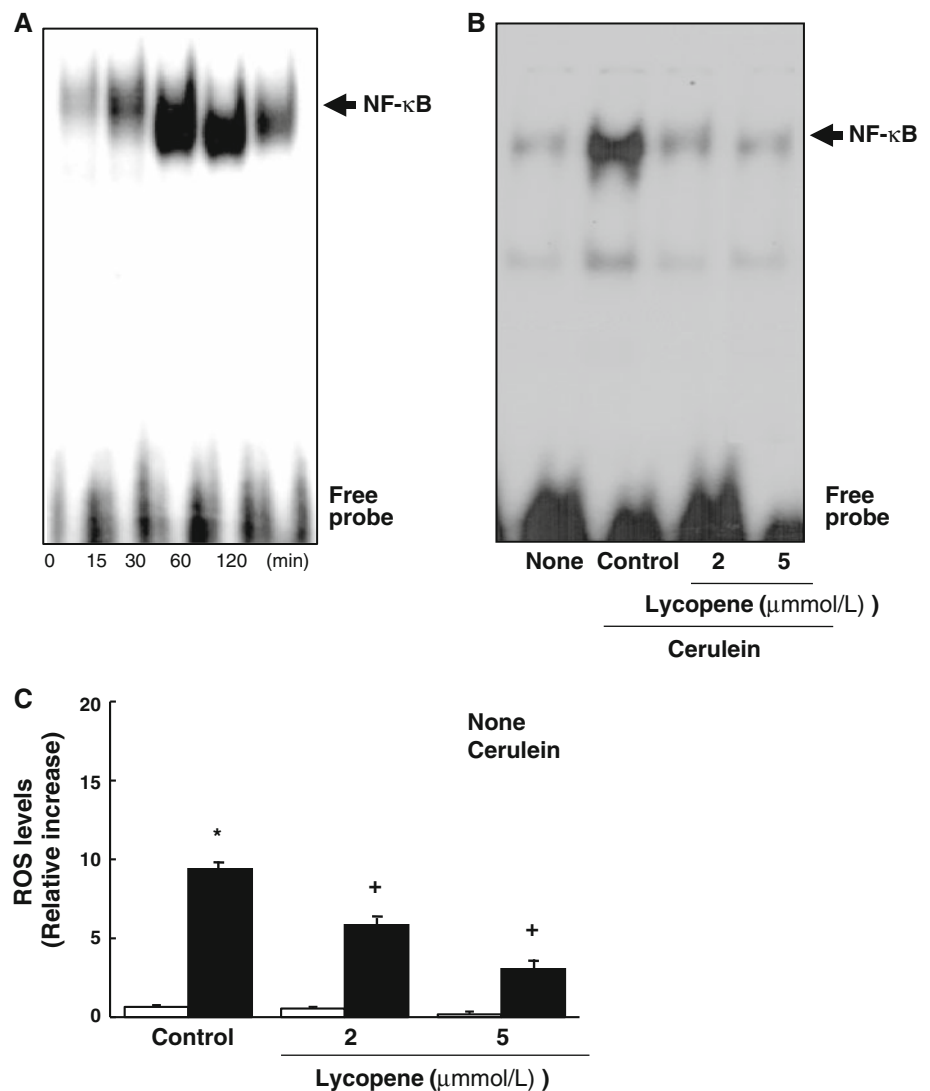 A
NF-κB
Free
probe
0 15 30 60 120 (min)
B
NF-κB
Free
probe
None Control 2 5
Lycopene (μmmol/L)
Cerulein
C
ROS levels
(Relative increase)
20
15
10
5
0
None
Cerulein
*
+
+
Control 2 5
Lycopene (μmmol/L)